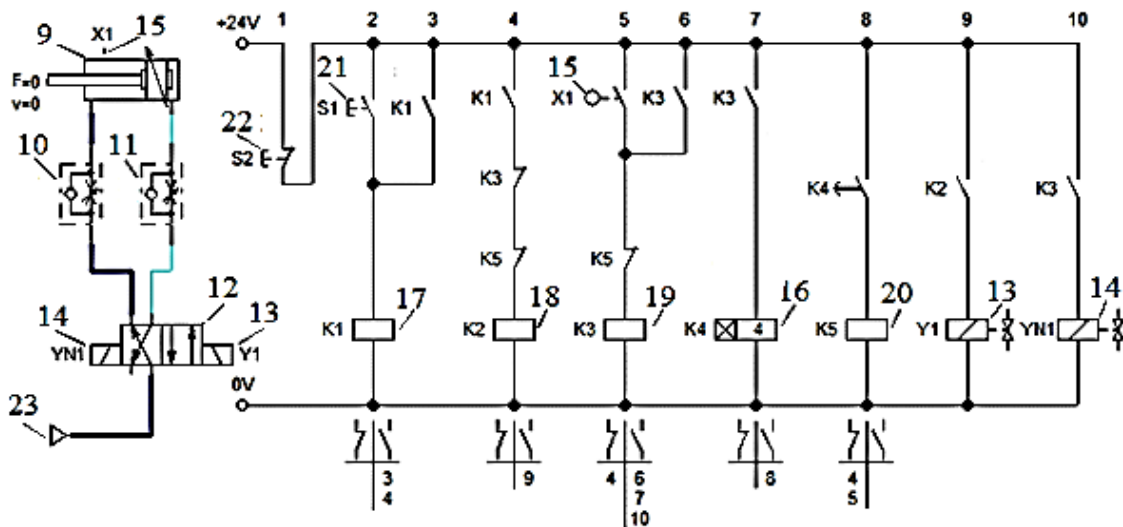 +24V 1 2 3 4 5 6 7 8 9 10
9 X1 15
F=0
v=0
10 11
14 12 13
YN1 Y1
23
22
S2
21
S1 K1 K1 15 X1 K3 K3
K3 K4 K2 K3
K5 K5
K1 17 K2 18 K3 19 K4 4 16 K5 20 Y1 13 YN1 14
0V
3 9 4 6 8 4
4 7 5
10